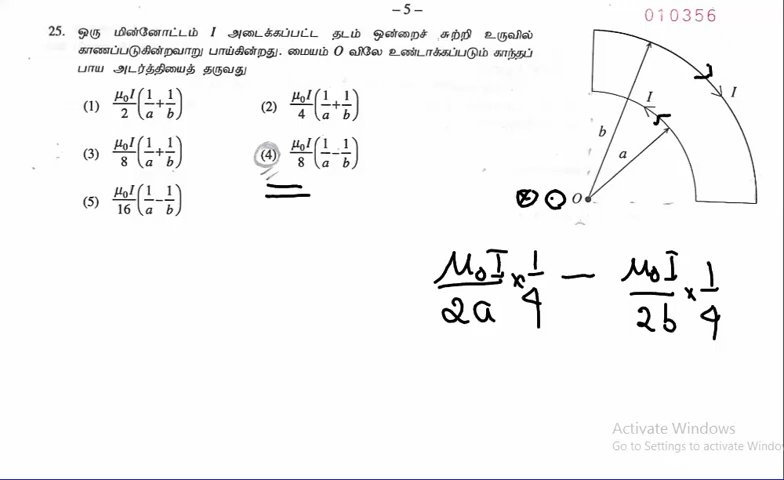 -5-
010356
25. ஒரு மின்னோட்டம் I அடைக்கப்பட்ட தடம் ஒன்றைச் சுற்றி உருவில்
காணப்படுகின்றவாறு பாய்கின்றது. மையம் O விலே உண்டாக்கப்படும் காந்தப்
பாய அடர்த்தியைத் தருவது
(1) μ₀I/2 (1/a + 1/b) (2) μ₀I/4 (1/a + 1/b)
(3) μ₀I/8 (1/a + 1/b) (4) μ₀I/8 (1/a − 1/b)
(5) μ₀I/16 (1/a − 1/b)
I
I
b
a
O
μ₀I/2a × 1/4 − μ₀I/2b × 1/4
Activate Windows
Go to Settings to activate Windo